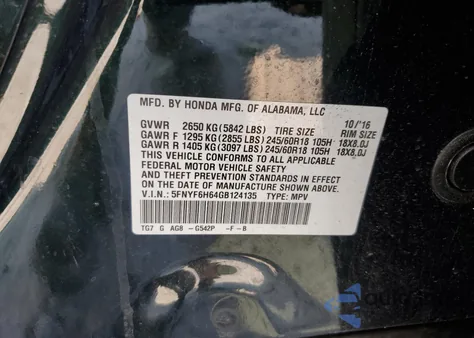 MFD. BY HONDA MFG. OF ALABAMA, LLC 10/'16
GVWR 2650 KG (5842 LBS) TIRE SIZE RIM SIZE
GAWR F 1295 KG (2855 LBS) 245/60R18 105H 18X8.0J
GAWR R 1405 KG (3097 LBS) 245/60R18 105H 18X8.0J
THIS VEHICLE CONFORMS TO ALL APPLICABLE
FEDERAL MOTOR VEHICLE SAFETY
AND THEFT PREVENTION STANDARDS IN EFFECT
ON THE DATE OF MANUFACTURE SHOWN ABOVE.
V.I.N.: 5FNYF6H64GB124135 TYPE: MPV
TG7 G AG8 -G542P -F -B